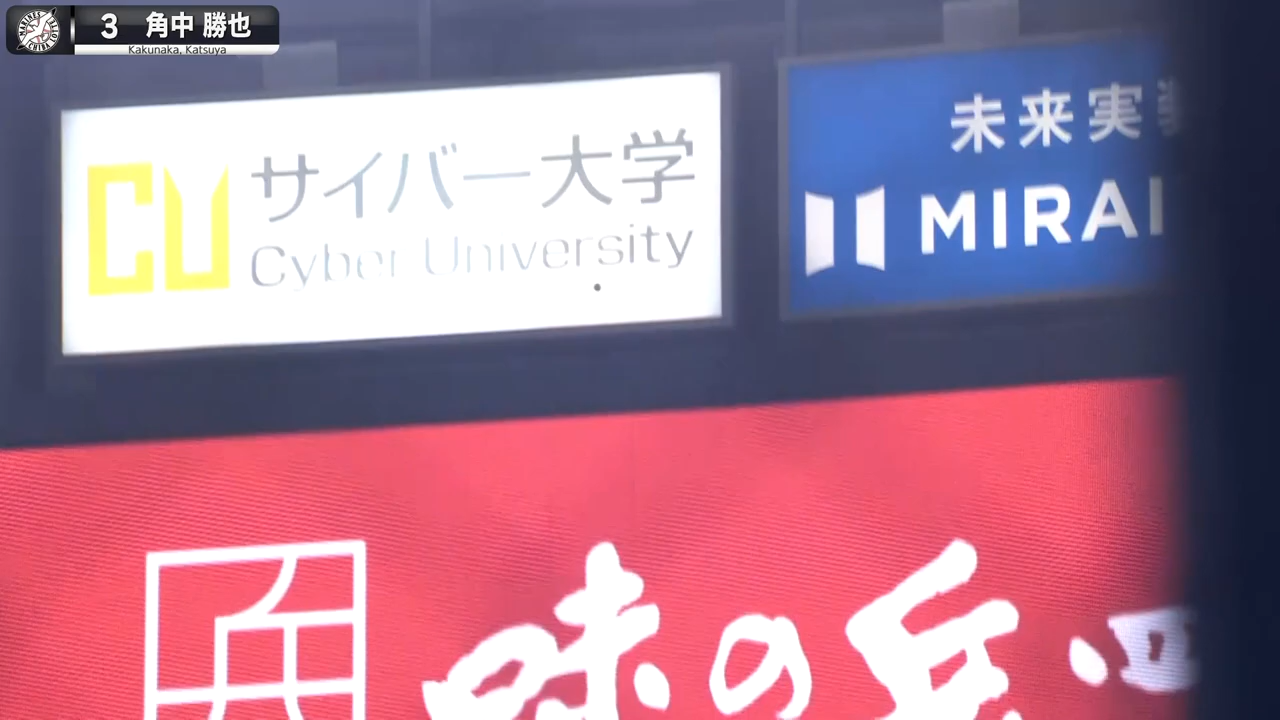 3 角中 勝也
Kakunaka, Katsuya
サイバー大学
Cyber University
未来実
MIRAI
味の兵四